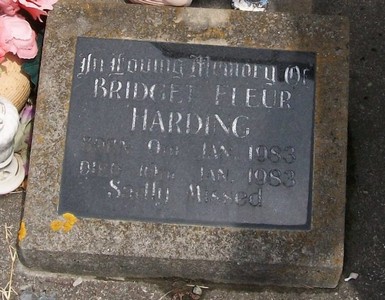 In Loving Memory Of
BRIDGET FLEUR
HARDING
BORN 9TH JAN. 1983
DIED 10TH JAN. 1983
Sadly Missed